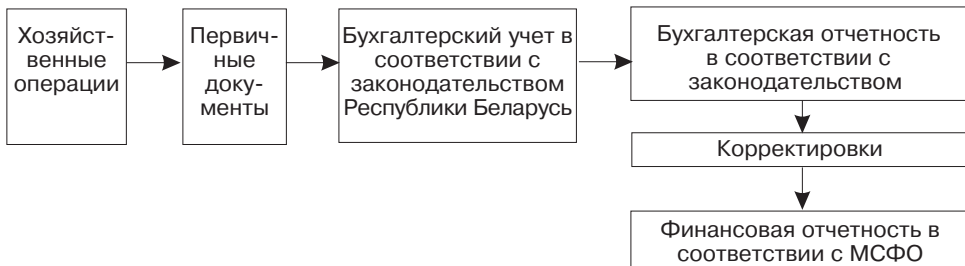 Хозяйст-
венные
операции
Первич-
ные
доку-
менты
Бухгалтерский учет в
соответствии с
законодательством
Республики Беларусь
Бухгалтерская отчетность
в соответствии с
законодательством
Корректировки
Финансовая отчетность в
соответствии с МСФО